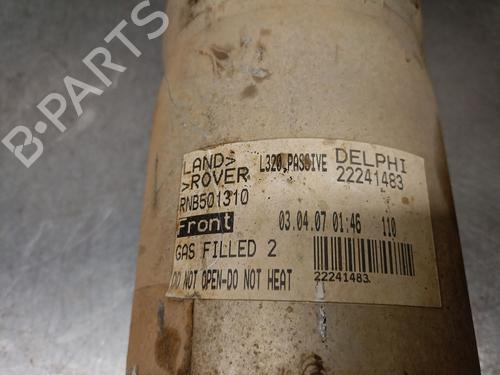 B-Parts
LAND> L320 PASSIVE DELPHI
>ROVER 22241483
RNB501310
Front 03.04.07 01:46 110
GAS FILLED 2
DO NOT OPEN-DO NOT HEAT 22241483